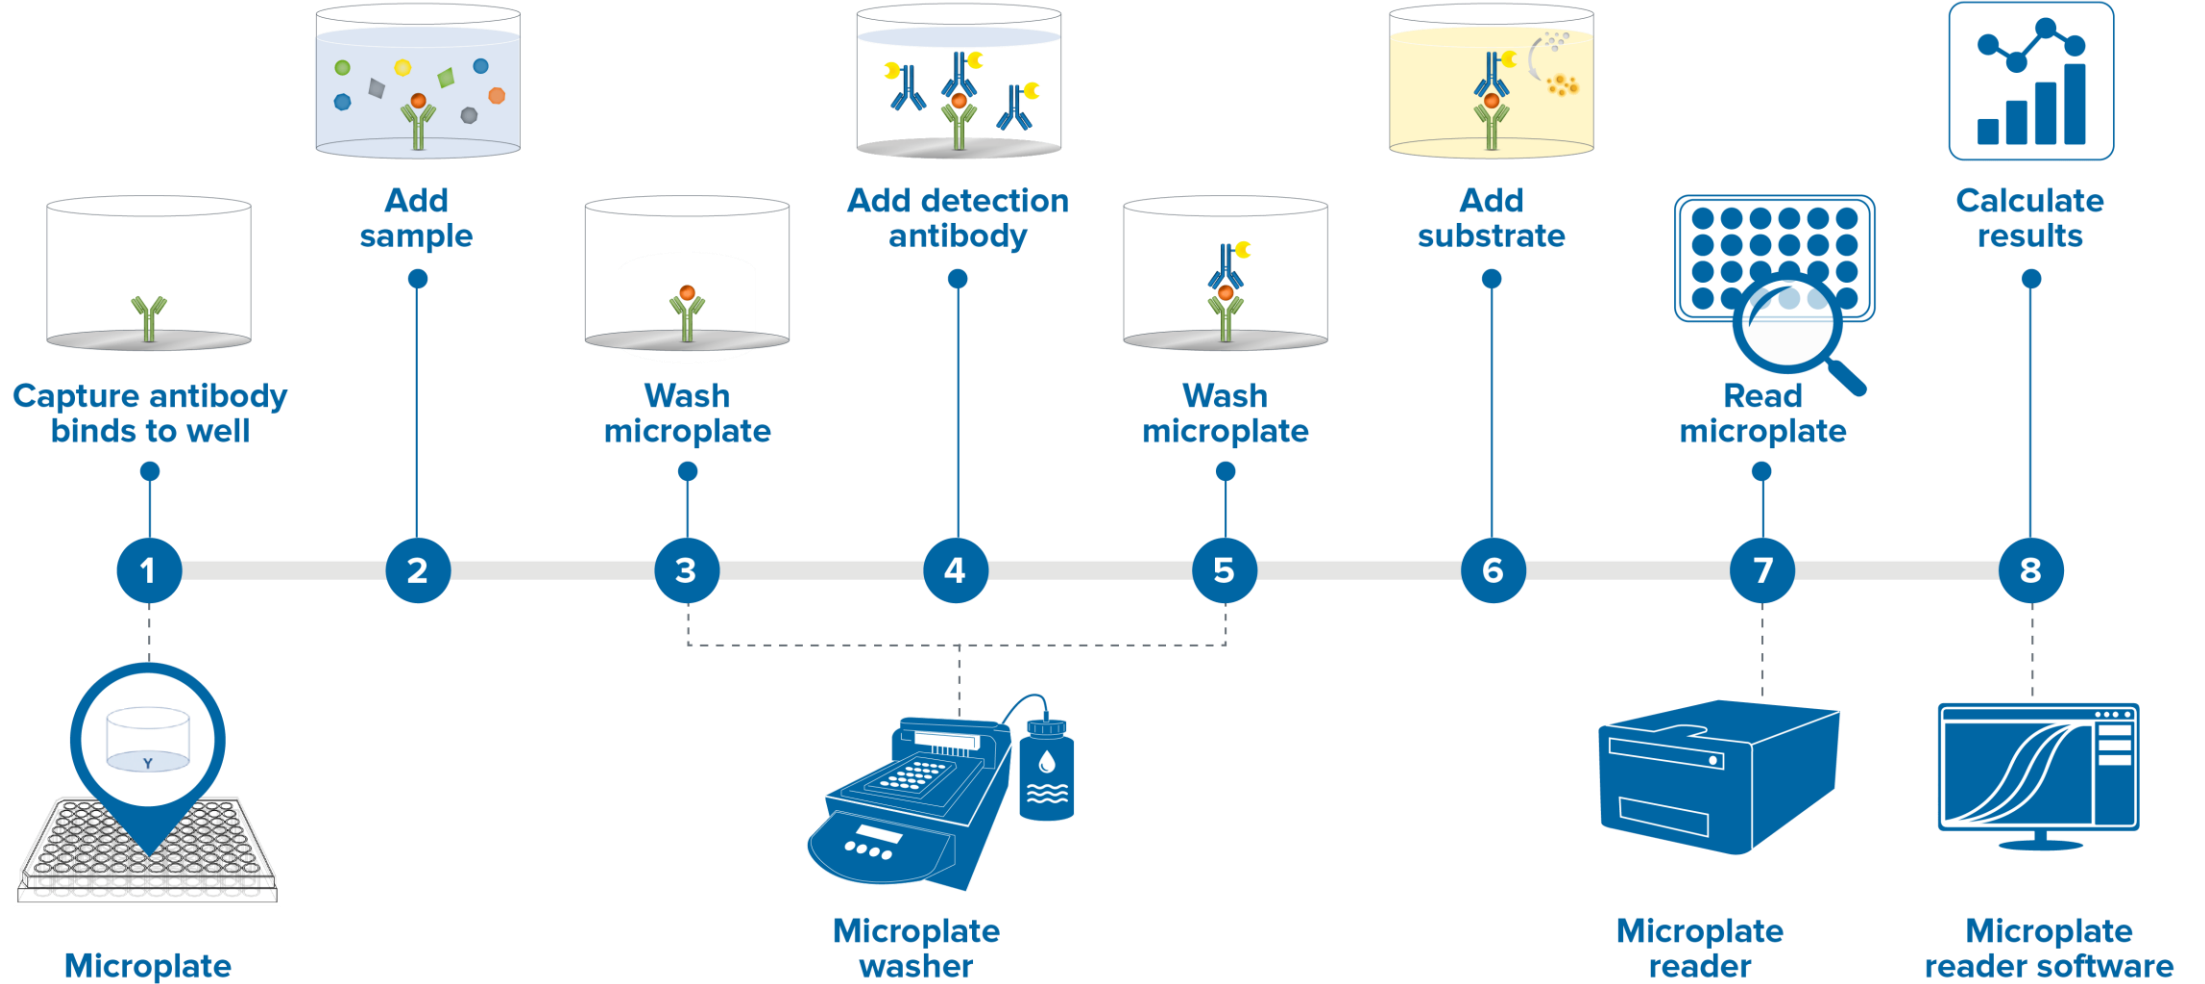 Capture antibody
binds to well
Add
sample
Wash
microplate
Add detection
antibody
Wash
microplate
Add
substrate
Read
microplate
Calculate
results
1
2
3
4
5
6
7
8
Y
Microplate
Microplate
washer
Microplate
reader
Microplate
reader software